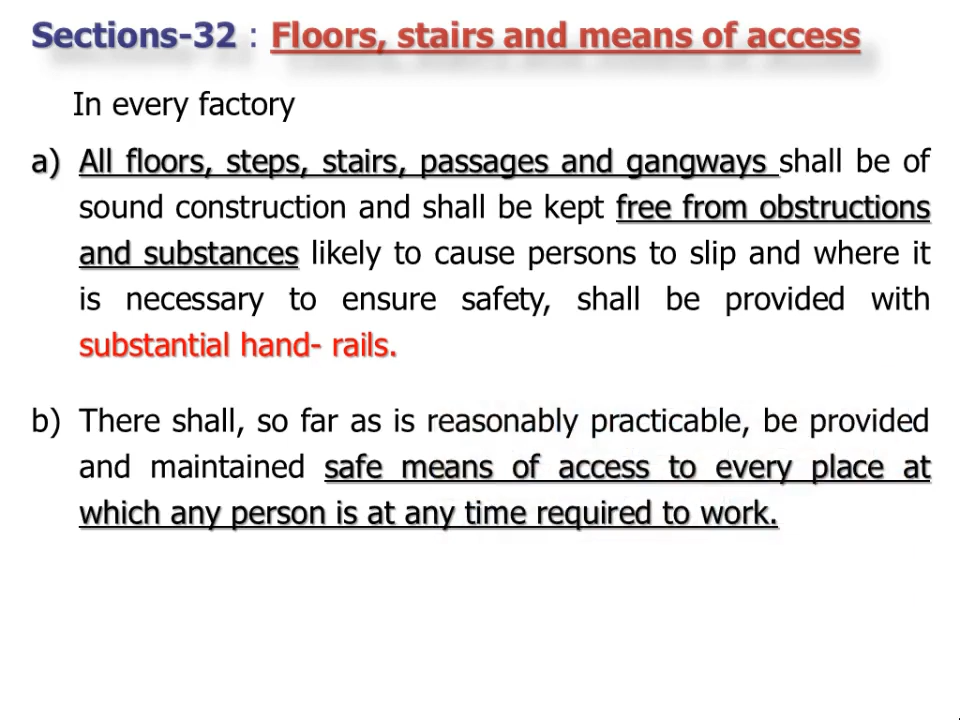 Sections-32 : Floors, stairs and means of access
In every factory
a) All floors, steps, stairs, passages and gangways shall be of
sound construction and shall be kept free from obstructions
and substances likely to cause persons to slip and where it
is necessary to ensure safety, shall be provided with
substantial hand- rails.
b) There shall, so far as is reasonably practicable, be provided
and maintained safe means of access to every place at
which any person is at any time required to work.